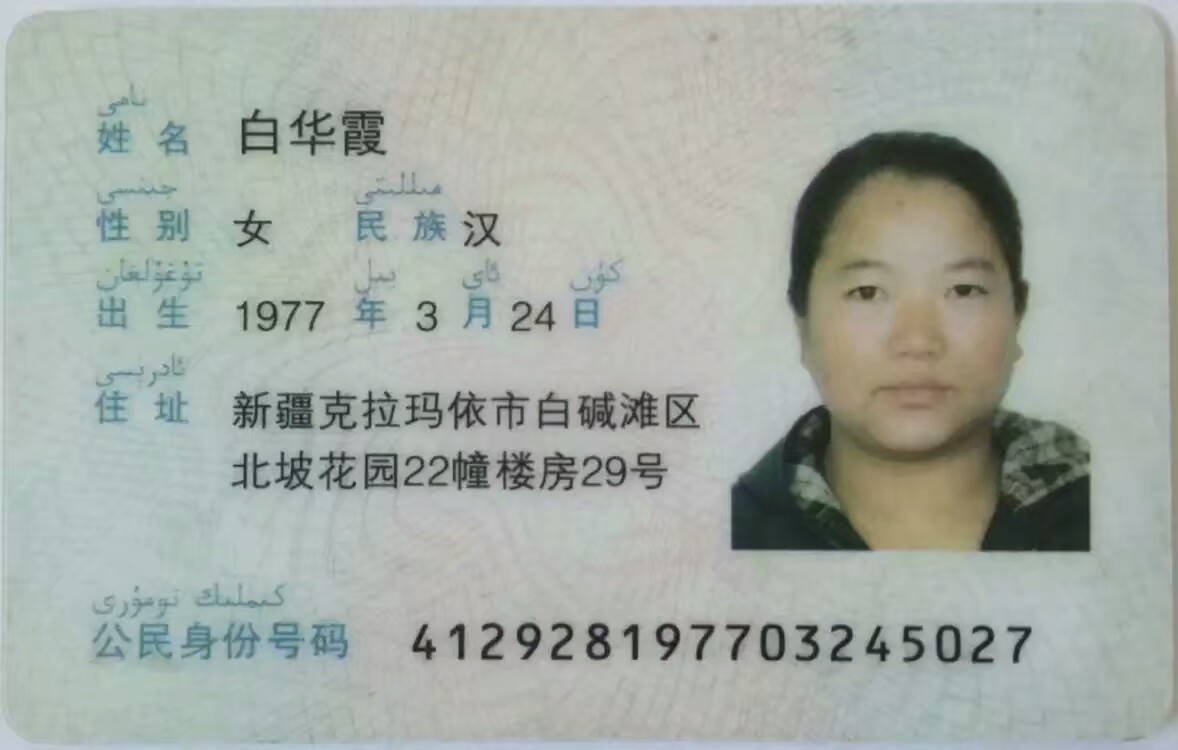 نامى
姓名 白华霞
جىنسى مىللىتى
性别 女 民族 汉
تۇغۇلغان يىل ئاي كۈن
出生 1977 年 3 月 24 日
ئادرېسى
住址 新疆克拉玛依市白碱滩区
北坡花园22幢楼房29号
كىملىك نومۇرى
公民身份号码 412928197703245027